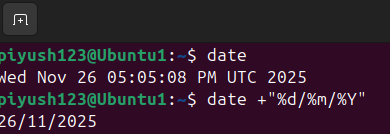 piyush123@Ubuntu1:~$ date
Wed Nov 26 05:05:08 PM UTC 2025
piyush123@Ubuntu1:~$ date +"%d/%m/%Y"
26/11/2025